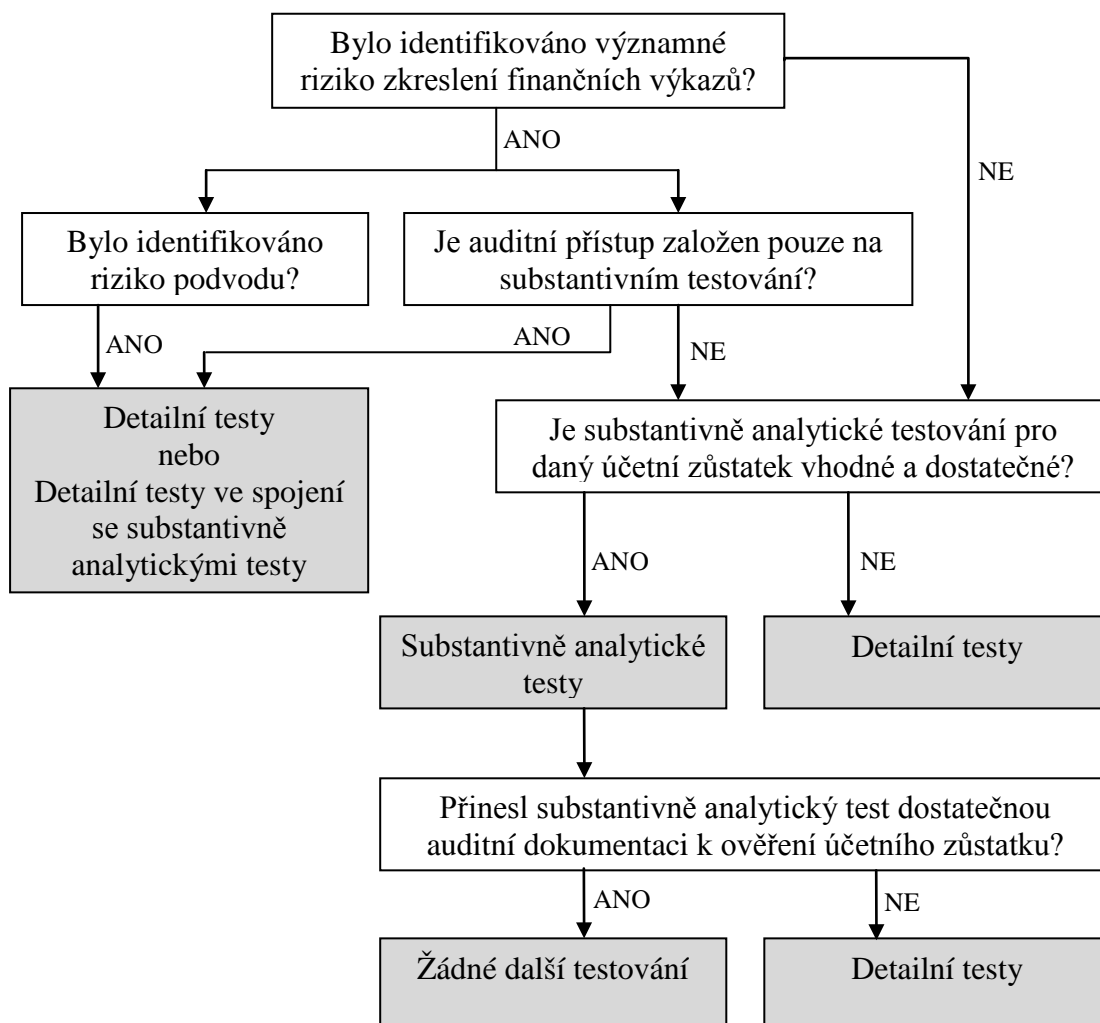 Bylo identifikováno významné
riziko zkreslení finančních výkazů?
ANO
NE
Bylo identifikováno
riziko podvodu?
Je auditní přístup založen pouze na
substantivním testování?
ANO
ANO
NE
Detailní testy
nebo
Detailní testy ve spojení
se substantivně
analytickými testy
Je substantivně analytické testování pro
daný účetní zůstatek vhodné a dostatečné?
ANO
NE
Substantivně analytické
testy
Detailní testy
Přinesl substantivně analytický test dostatečnou
auditní dokumentaci k ověření účetního zůstatku?
ANO
NE
Žádné další testování
Detailní testy